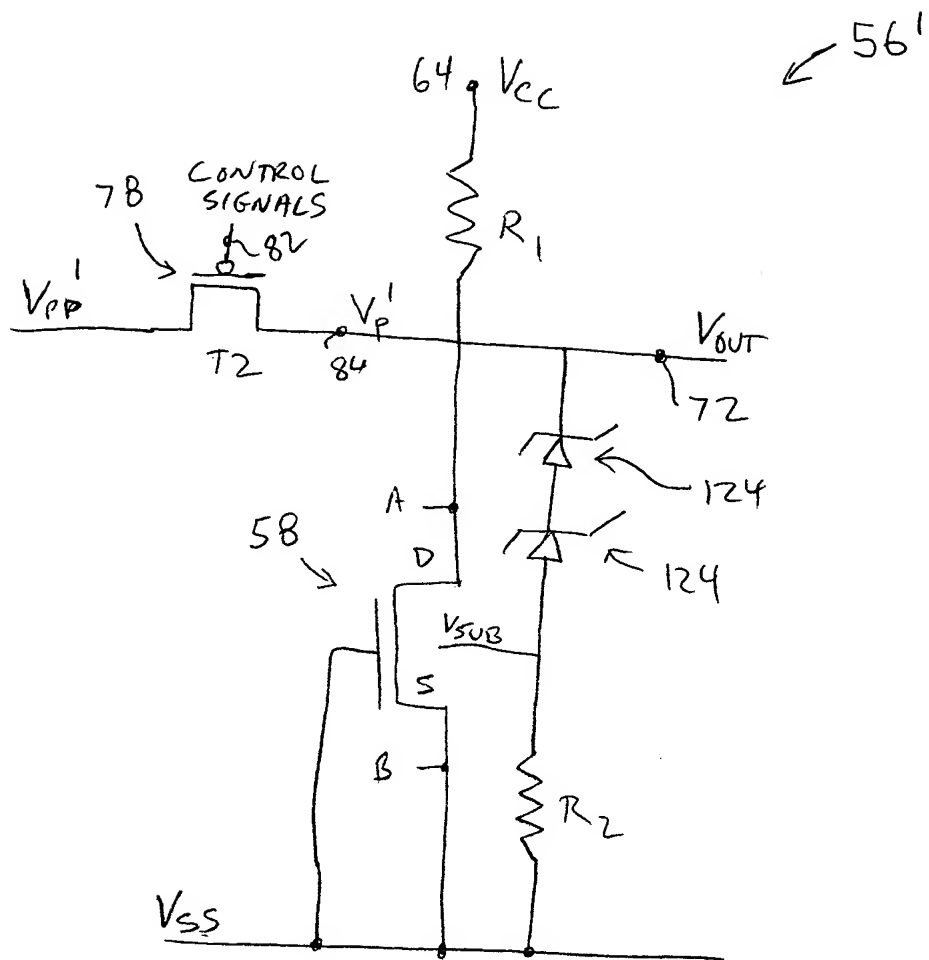 56'
64 VCC
CONTROL
SIGNALS
78
82
R1
VPP'
VP'
VOUT
T2
84
72
A
124
58
D
124
VSUB
S
B
R2
VSS